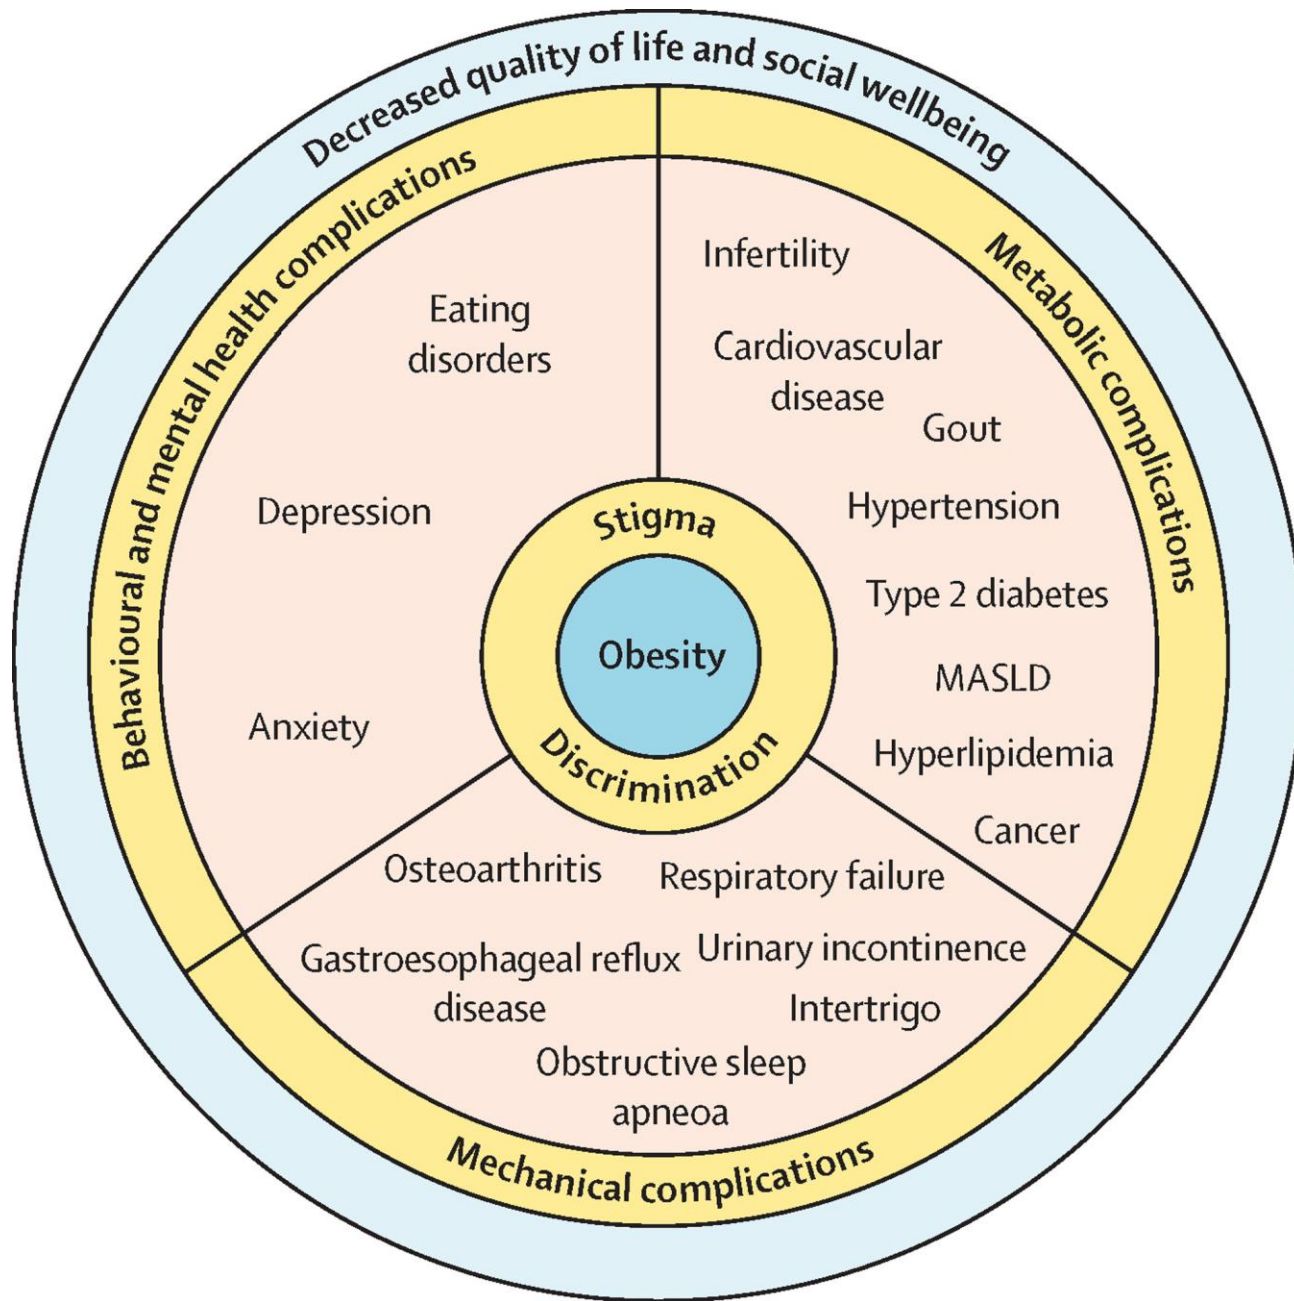 Decreased quality of life and social wellbeing
Behavioural and mental health complications
Eating
disorders
Depression
Anxiety
Metabolic complications
Infertility
Cardiovascular
disease
Gout
Hypertension
Type 2 diabetes
MASLD
Hyperlipidemia
Cancer
Stigma
Obesity
Discrimination
Osteoarthritis
Respiratory failure
Gastroesophageal reflux
disease
Urinary incontinence
Intertrigo
Obstructive sleep
apneoa
Mechanical complications